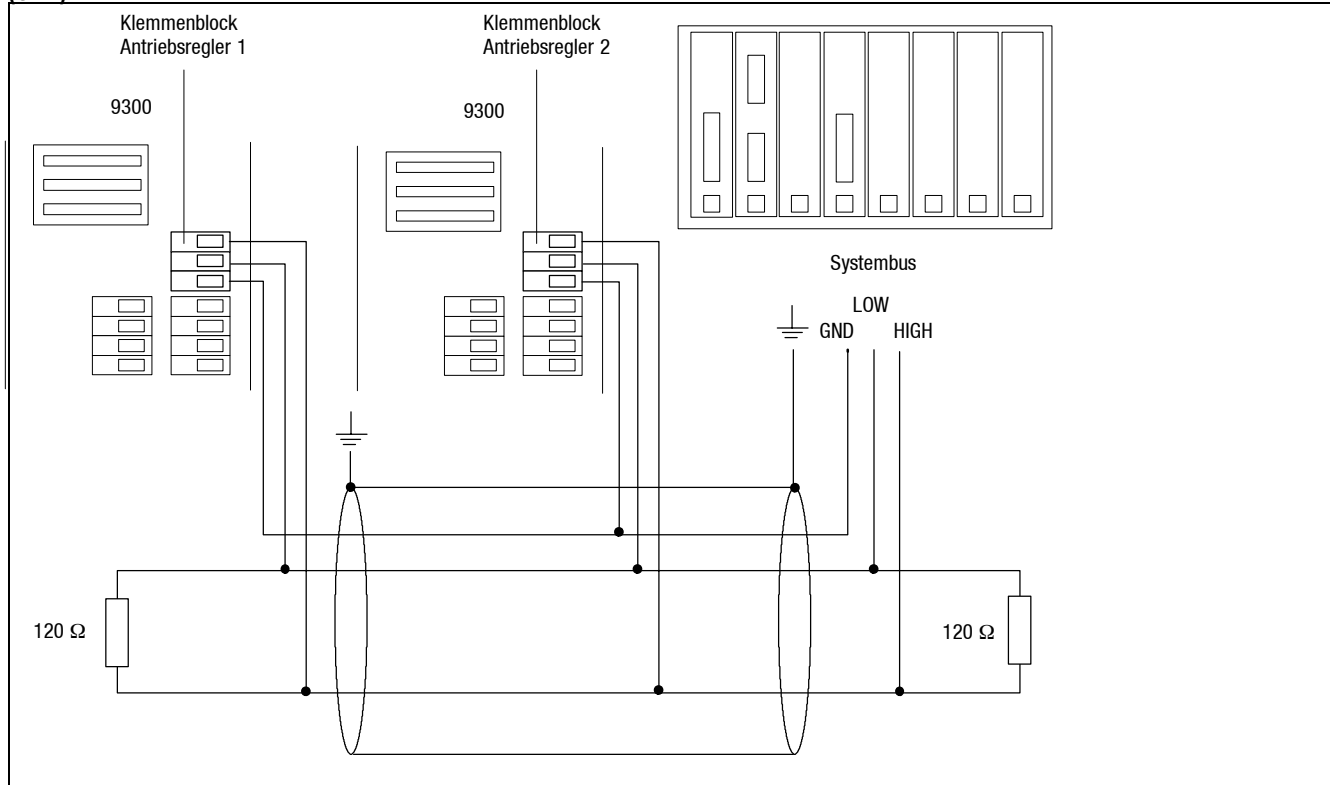 Klemmenblock
Antriebsregler 1
Klemmenblock
Antriebsregler 2
9300
9300
Systembus
LOW
GND
HIGH
120 Ω
120 Ω